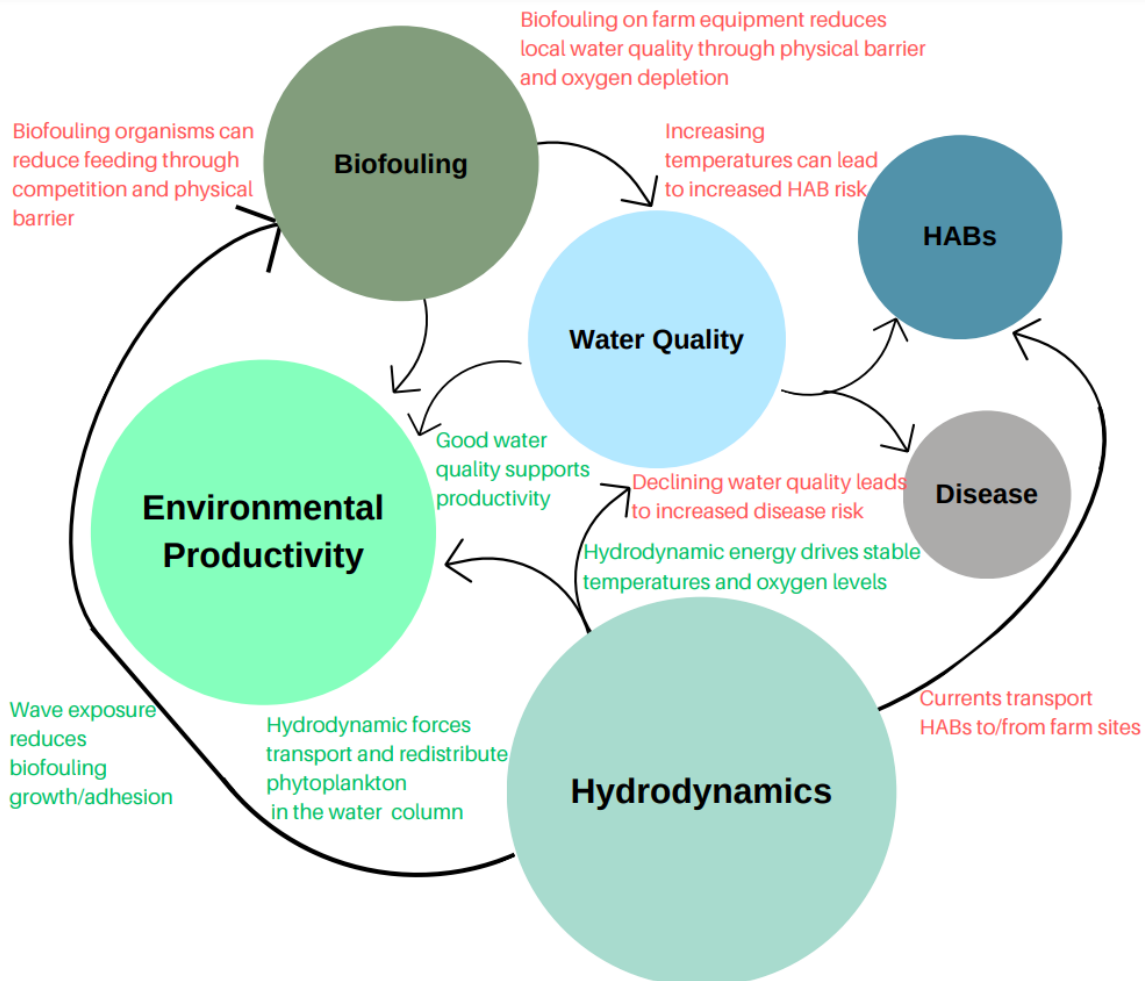 Biofouling on farm equipment reduces
local water quality through physical barrier
and oxygen depletion
Biofouling organisms can
reduce feeding through
competition and physical
barrier
Biofouling
Increasing
temperatures can lead
to increased HAB risk
HABs
Water Quality
Good water
quality supports
productivity
Environmental
Productivity
Declining water quality leads
to increased disease risk
Disease
Hydrodynamic energy drives stable
temperatures and oxygen levels
Wave exposure
reduces
biofouling
growth/adhesion
Hydrodynamic forces
transport and redistribute
phytoplankton
in the water column
Currents transport
HABs to/from farm sites
Hydrodynamics